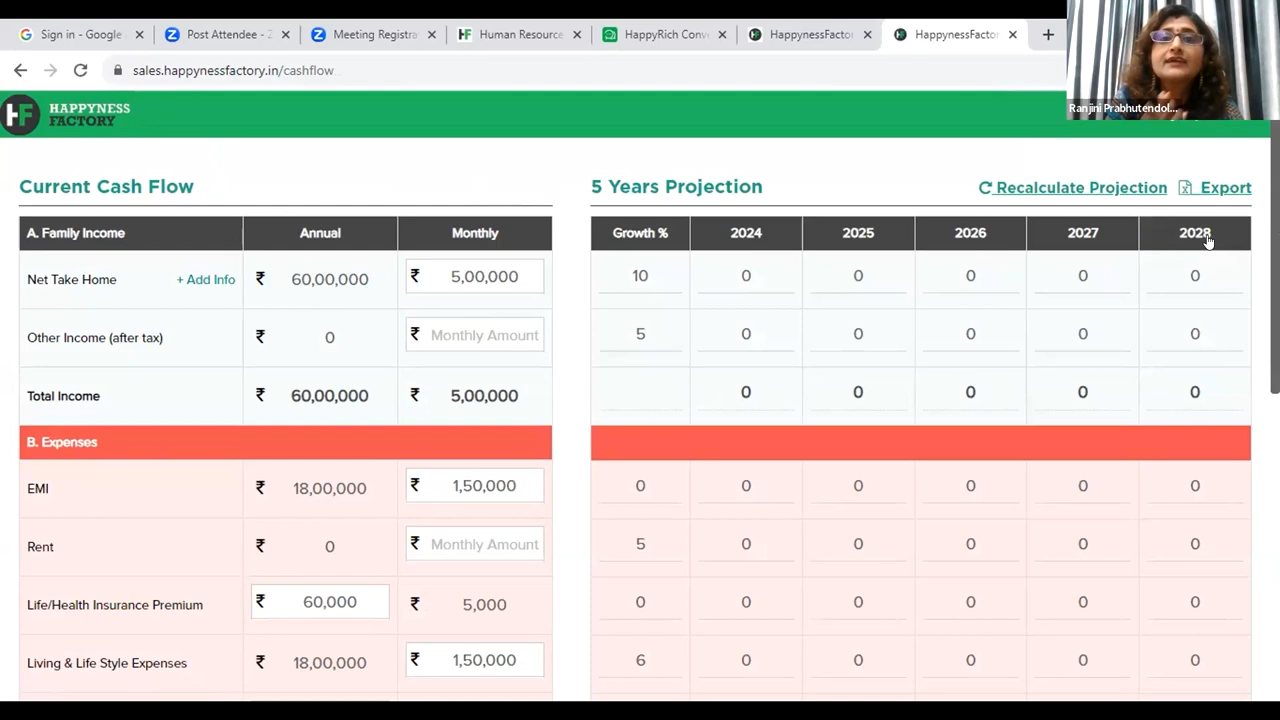 Sign in - Google
Post Attendee - Z
Meeting Registra
Human Resource
HappyRich Conv
HappynessFacto
HappynessFactor
sales.happynessfactory.in/cashflow
Ranjini Prabhutendol...
HF HAPPYNESS
FACTORY
Current Cash Flow
5 Years Projection
Recalculate Projection Export
A. Family Income Annual Monthly Growth % 2024 2025 2026 2027 2028
Net Take Home + Add Info ₹ 60,00,000 ₹ 5,00,000 10 0 0 0 0 0
Other Income (after tax) ₹ 0 ₹ Monthly Amount 5 0 0 0 0 0
Total Income ₹ 60,00,000 ₹ 5,00,000 0 0 0 0 0
B. Expenses
EMI ₹ 18,00,000 ₹ 1,50,000 0 0 0 0 0 0
Rent ₹ 0 ₹ Monthly Amount 5 0 0 0 0 0
Life/Health Insurance Premium ₹ 60,000 ₹ 5,000 0 0 0 0 0 0
Living & Life Style Expenses ₹ 18,00,000 ₹ 1,50,000 6 0 0 0 0 0